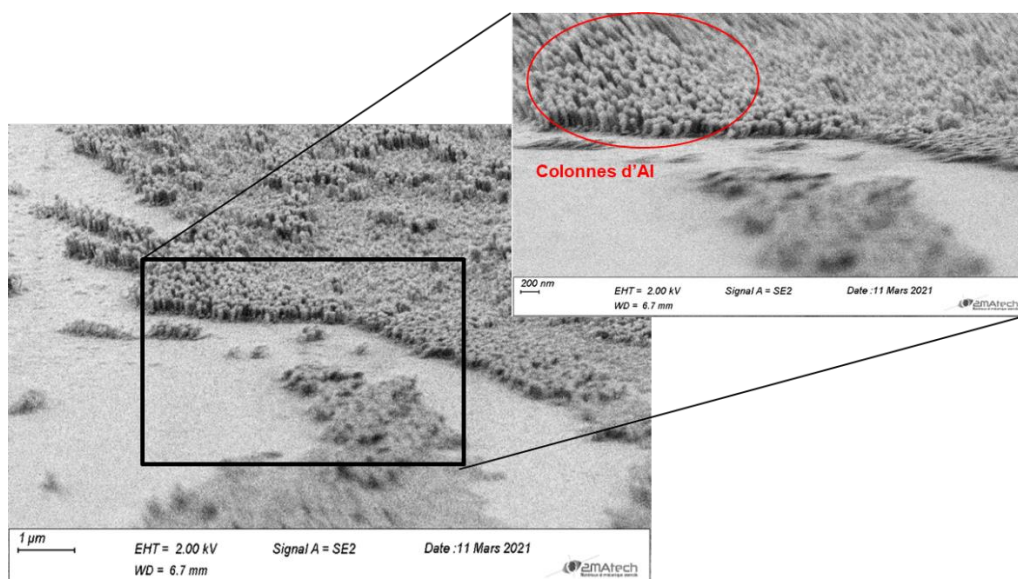 Colonnes d'Al
200 nm
EHT = 2.00 kV Signal A = SE2 Date :11 Mars 2021
WD = 6.7 mm
2MAtech
1 µm
EHT = 2.00 kV Signal A = SE2 Date :11 Mars 2021
WD = 6.7 mm
2MAtech